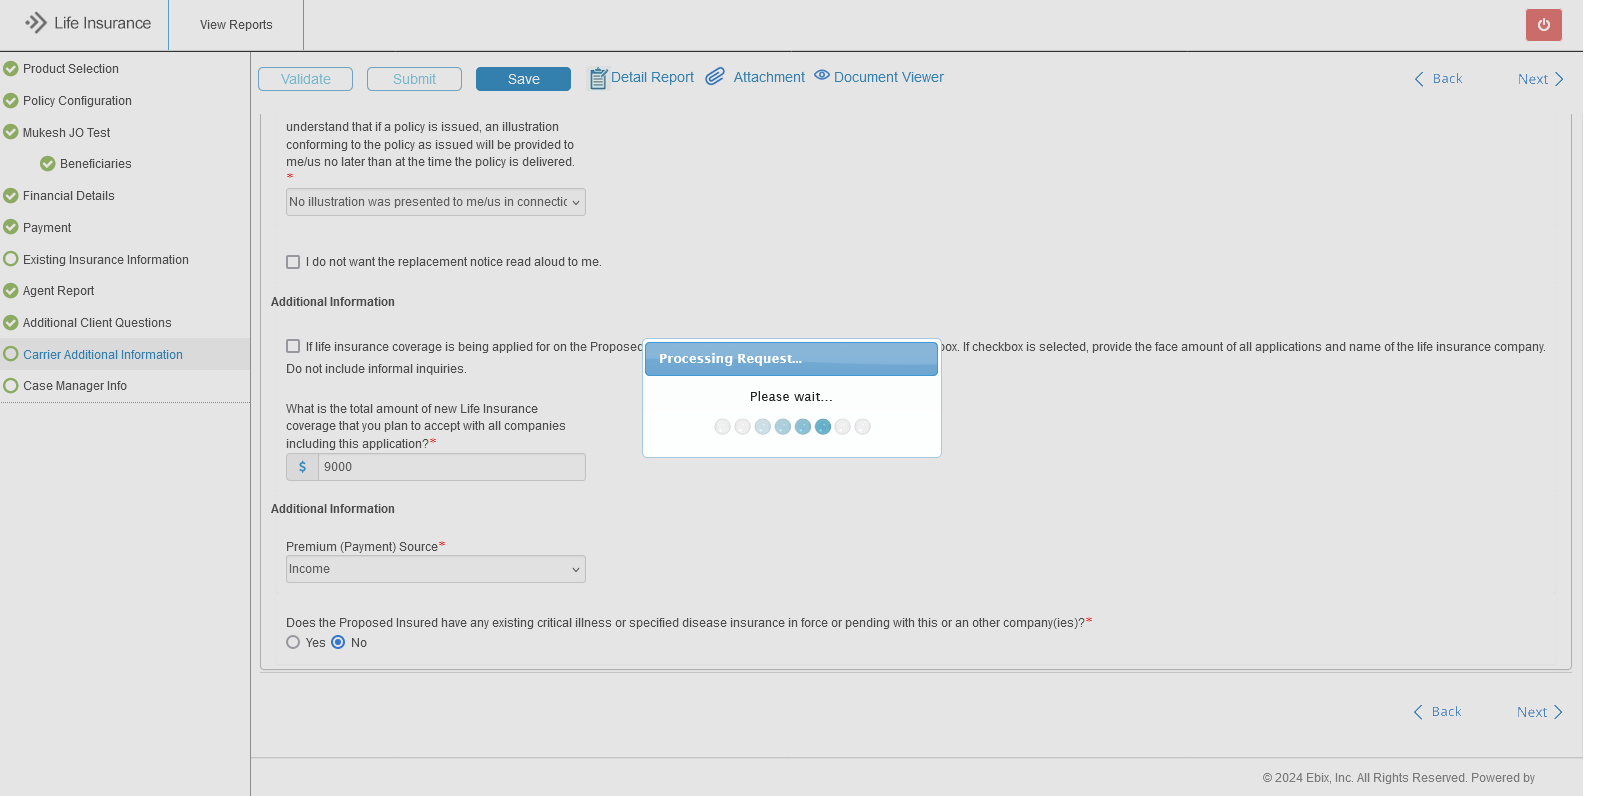 Life Insurance
View Reports
Product Selection
Policy Configuration
Mukesh JO Test
Beneficiaries
Financial Details
Payment
Existing Insurance Information
Agent Report
Additional Client Questions
Carrier Additional Information
Case Manager Info
Validate
Submit
Save
Detail Report
Attachment
Document Viewer
Back
Next
understand that if a policy is issued, an illustration
conforming to the policy as issued will be provided to
me/us no later than at the time the policy is delivered.
*
No illustration was presented to me/us in connectic
I do not want the replacement notice read aloud to me.
Additional Information
If life insurance coverage is being applied for on the Proposed
box. If checkbox is selected, provide the face amount of all applications and name of the life insurance company.
Do not include informal inquiries.
Processing Request...
Please wait...
What is the total amount of new Life Insurance
coverage that you plan to accept with all companies
including this application?*
$ 9000
Additional Information
Premium (Payment) Source*
Income
Does the Proposed Insured have any existing critical illness or specified disease insurance in force or pending with this or an other company(ies)?*
Yes No
Back
Next
© 2024 Ebix, Inc. All Rights Reserved. Powered by